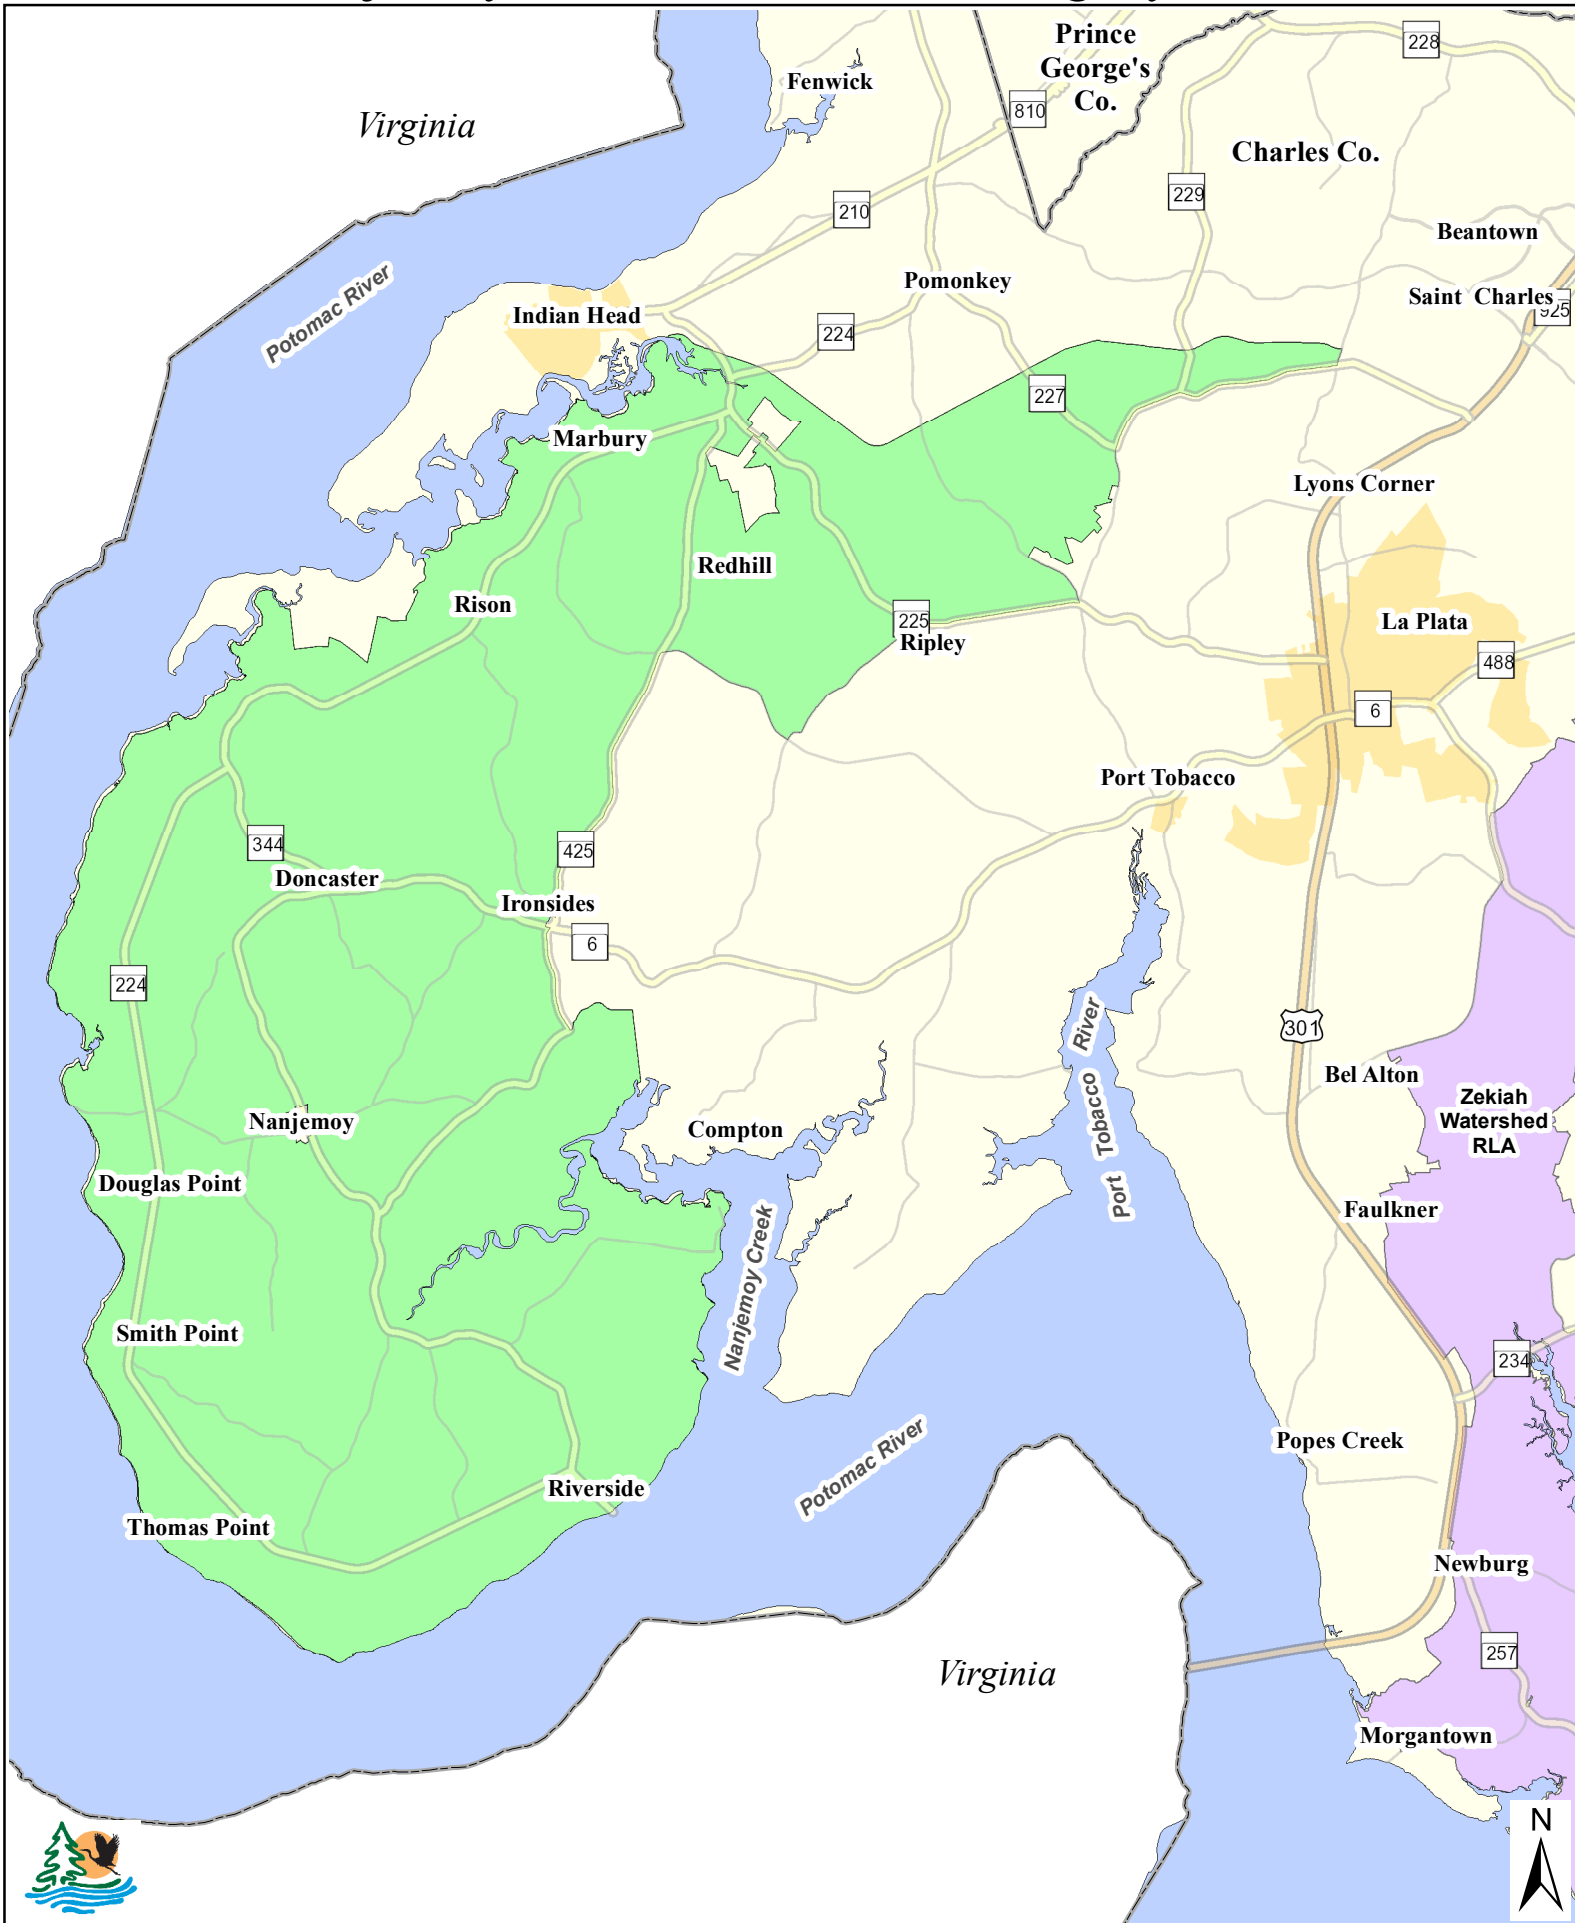 Prince
George's
Co.
228
Fenwick
810
Virginia
Charles Co.
229
210
Beantown
Pomonkey
Potomac River
Saint Charles
925
Indian Head
224
227
Marbury
Lyons Corner
Redhill
Rison
225
Ripley
La Plata
488
6
Port Tobacco
344
425
Doncaster
Ironsides
6
224
301
Port Tobacco River
Bel Alton
Zekiah
Watershed
RLA
Nanjemoy
Compton
Douglas Point
Faulkner
Nanjemoy Creek
Smith Point
234
Popes Creek
Potomac River
Riverside
Thomas Point
Newburg
257
Virginia
Morgantown
N